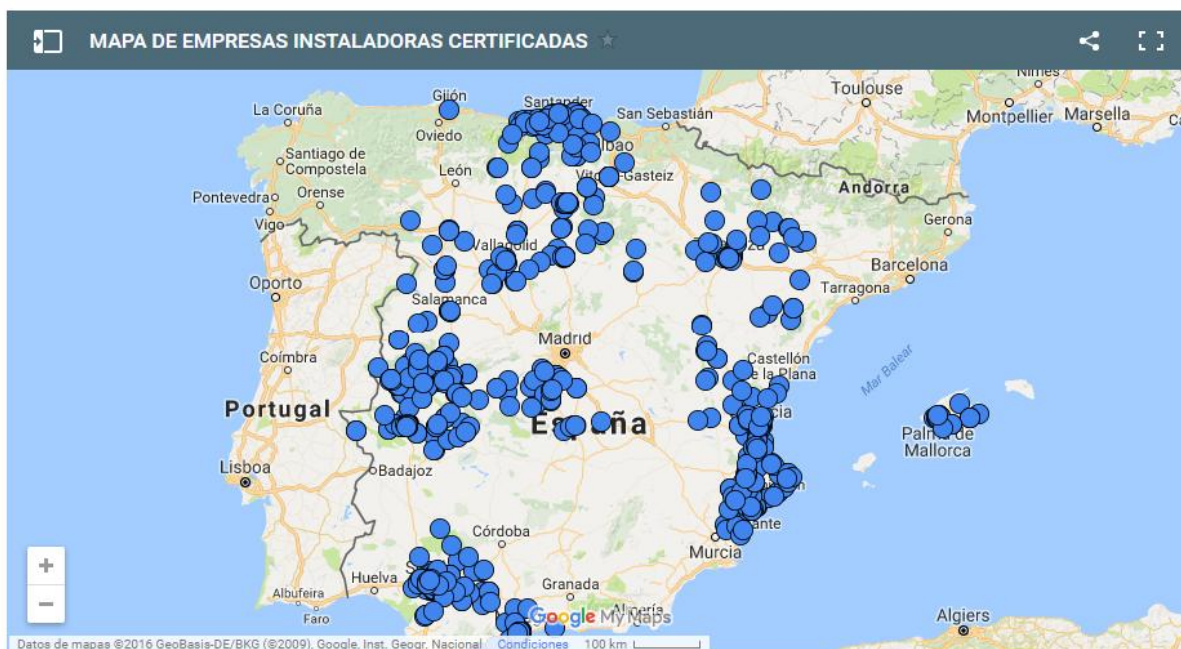 MAPA DE EMPRESAS INSTALADORAS CERTIFICADAS
Toulouse
Nimes
Montpellier
Marsella
La Coruña
Gijón
Santander
San Sebastián
Oviedo
Santiago de
Compostela
León
Andorra
Pontevedra
Orense
Vigo
Gerona
Valladolid
Barcelona
Oporto
Salamanca
Tarragona
Madrid
Coímbra
Castellón
de la Plana
Mar Balear
Portugal
España
Palma de
Mallorca
Lisboa
Badajoz
Córdoba
Murcia
Huelva
Granada
Albufeira
Faro
Almería
Algiers
Google My Maps
Datos de mapas ©2016 GeoBasis-DE/BKG (©2009), Google, Inst. Geogr. Nacional
Condiciones
100 km